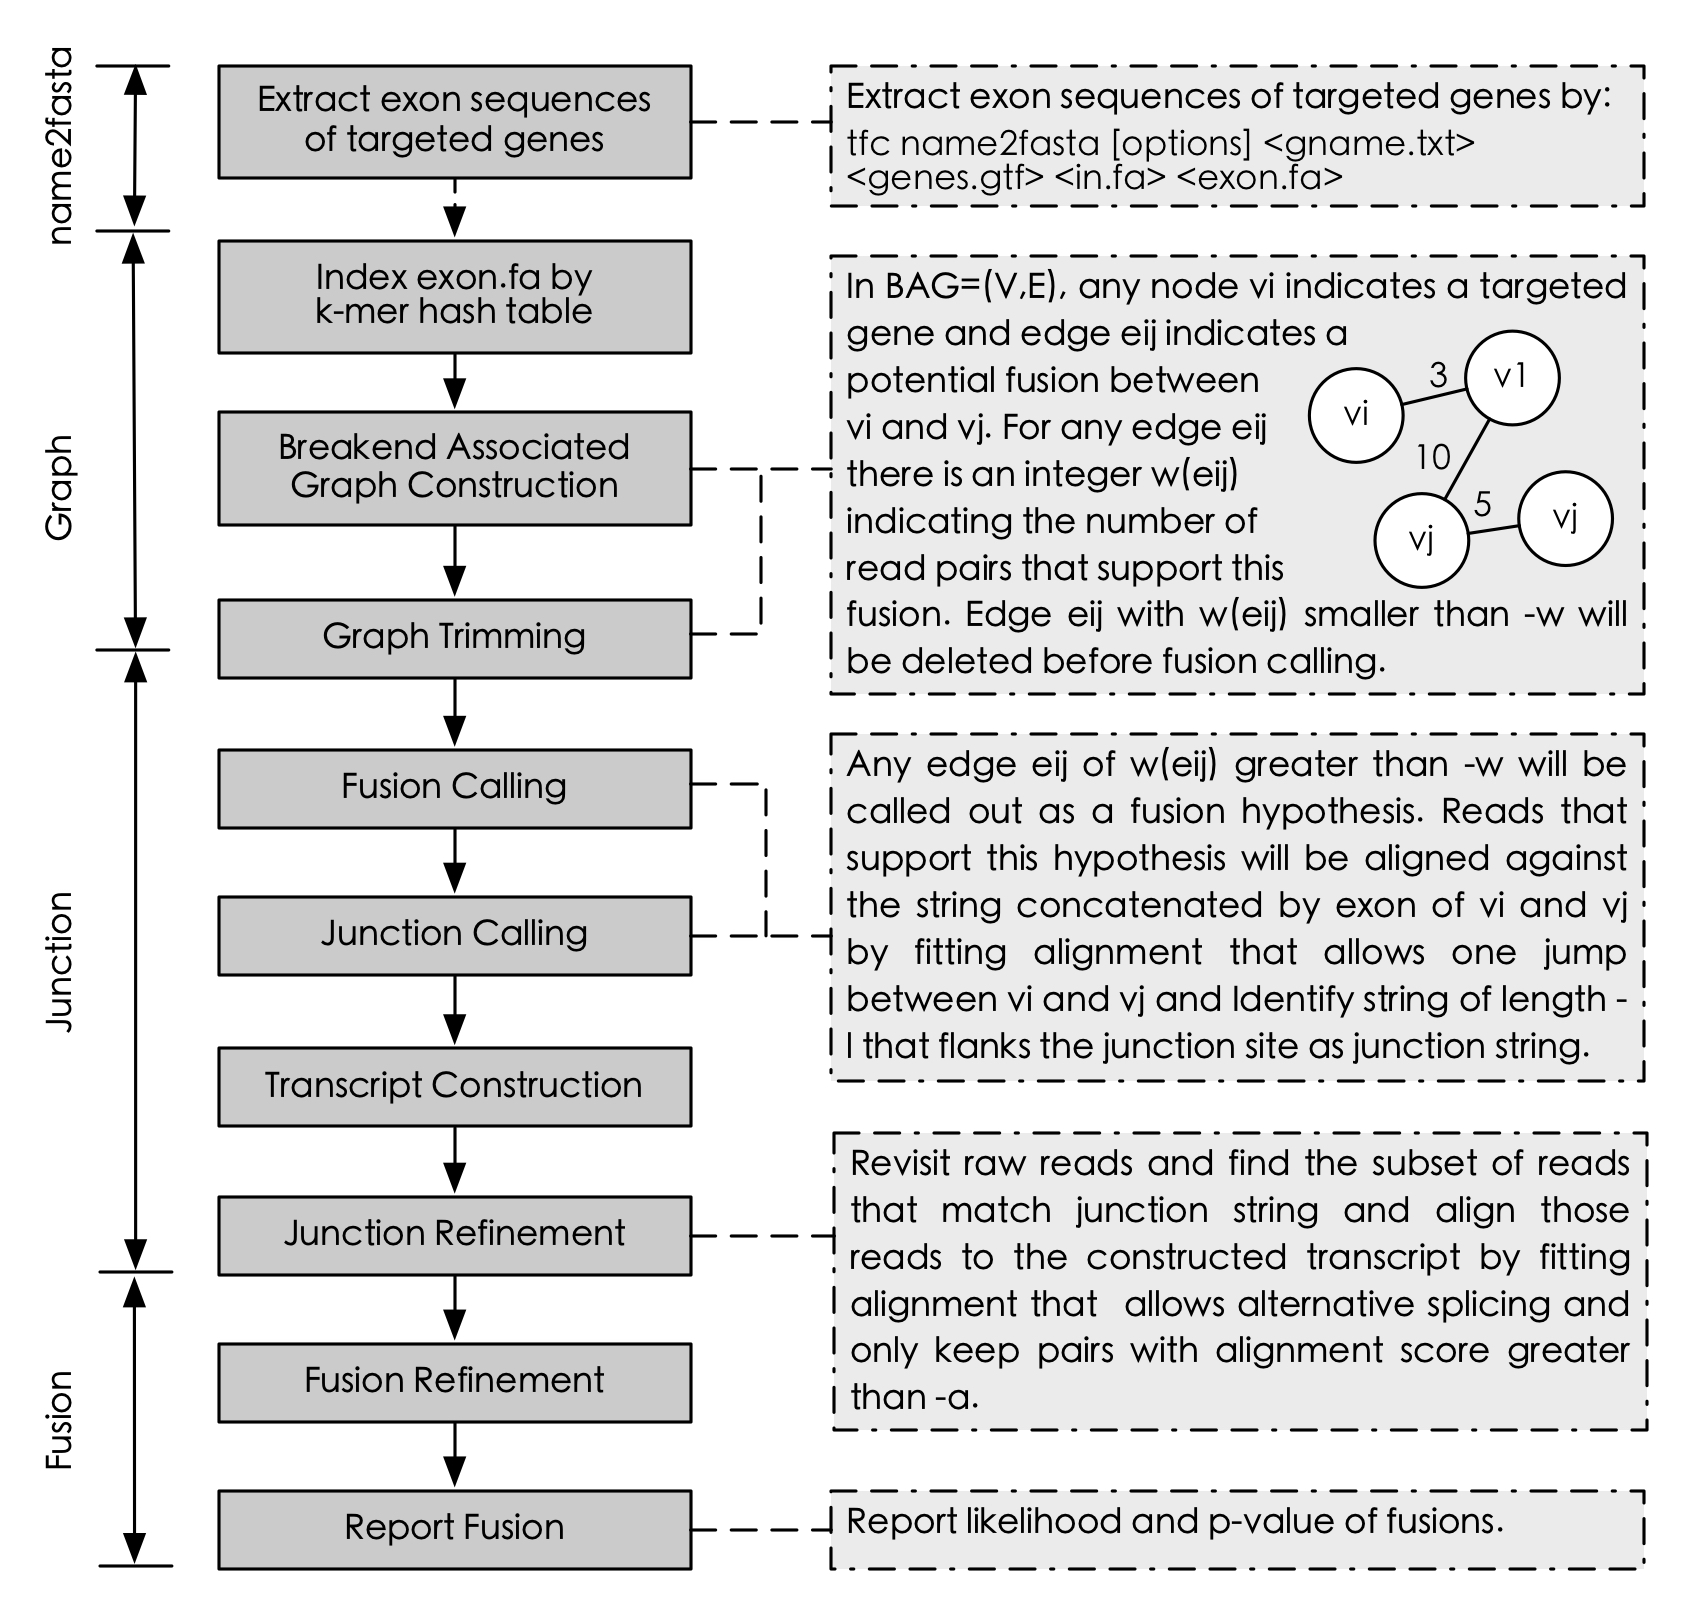 name2fasta
Extract exon sequences
of targeted genes
Extract exon sequences of targeted genes by:
tfc name2fasta [options] <gname.txt>
<genes.gtf> <in.fa> <exon.fa>
Graph
Index exon.fa by
k-mer hash table
Breakend Associated
Graph Construction
Graph Trimming
In BAG=(V,E), any node vi indicates a targeted
gene and edge eij indicates a
potential fusion between
vi and vj. For any edge eij
there is an integer w(eij)
indicating the number of
read pairs that support this
fusion. Edge eij with w(eij) smaller than -w will
be deleted before fusion calling.
vi
3
v1
10
vj
5
vj
Junction
Fusion Calling
Junction Calling
Transcript Construction
Junction Refinement
Any edge eij of w(eij) greater than -w will be
called out as a fusion hypothesis. Reads that
support this hypothesis will be aligned against
the string concatenated by exon of vi and vj
by fitting alignment that allows one jump
between vi and vj and Identify string of length -
l that flanks the junction site as junction string.
Revisit raw reads and find the subset of reads
that match junction string and align those
reads to the constructed transcript by fitting
alignment that allows alternative splicing and
only keep pairs with alignment score greater
than -a.
Fusion
Fusion Refinement
Report Fusion
Report likelihood and p-value of fusions.